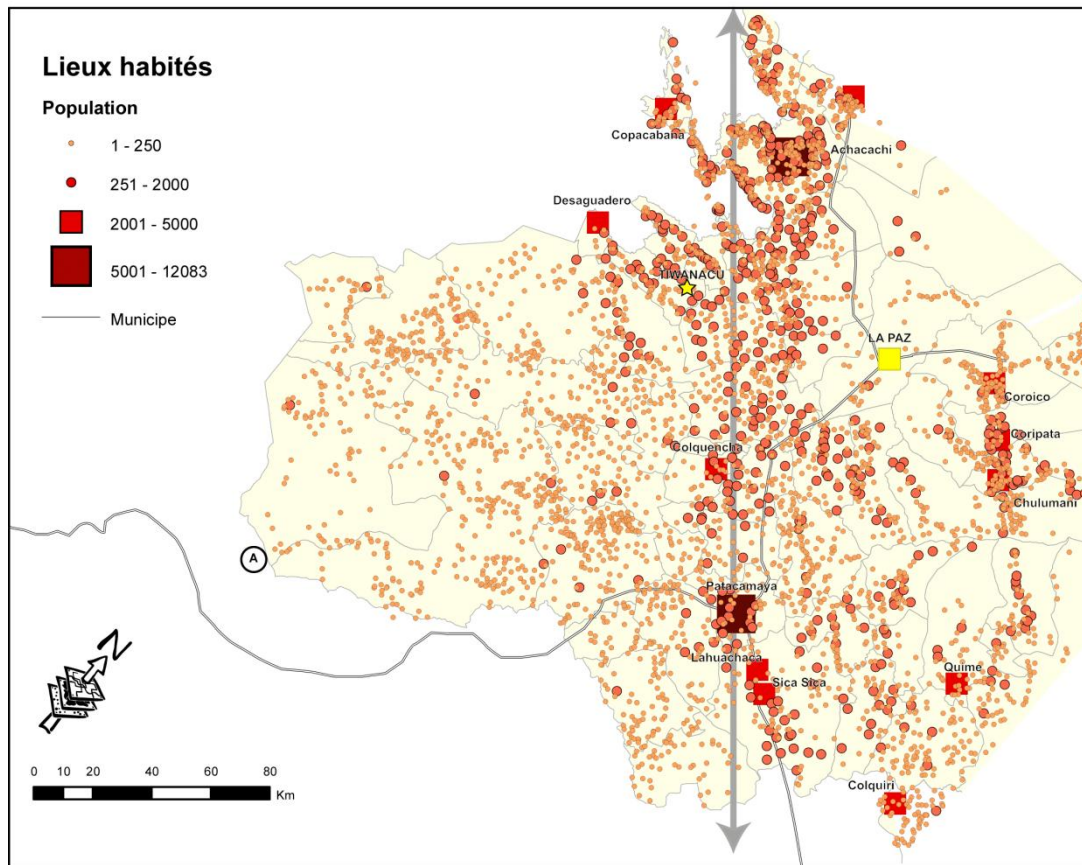 Lieux habités
Population
1 - 250
251 - 2000
2001 - 5000
5001 - 12083
Municipe
Copacabana
Achacachi
Desaguadero
TIWANACU
LA PAZ
Coroico
Coripata
Colquencha
Chulumani
A
Patacamaya
Lahuachaca
Sica Sica
Quime
Colquiri
N
0 10 20 40 60 80
Km